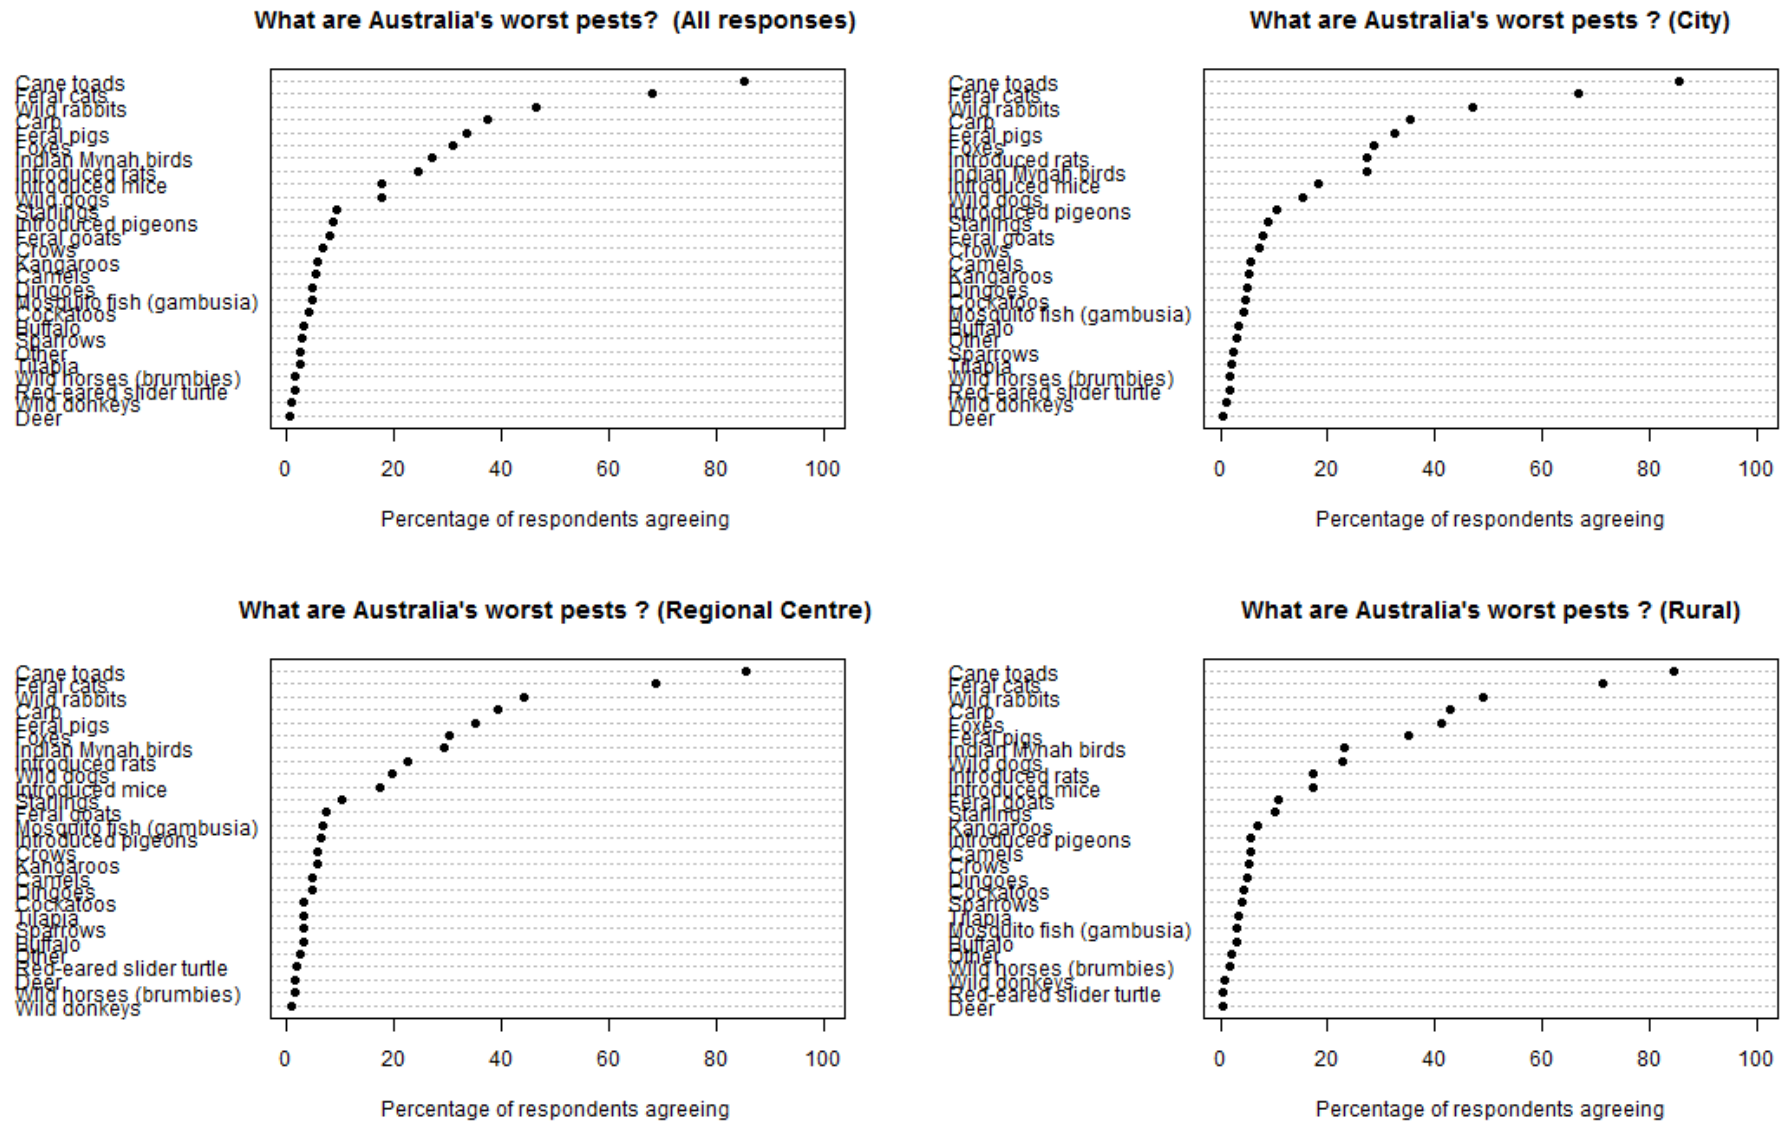 What are Australia's worst pests?  (All responses)
Cane toads
Feral cats
Wild rabbits
Carp
Feral pigs
Foxes
Indian Mynah birds
Introduced rats
Introduced mice
Wild dogs
Starlings
Introduced pigeons
Feral goats
Crows
Kangaroos
Camels
Dingoes
Mosquito fish (gambusia)
Cockatoos
Buffalo
Sparrows
Other
Tilapia
Wild horses (brumbies)
Red-eared slider turtle
Wild donkeys
Deer
0 20 40 60 80 100
Percentage of respondents agreeing
What are Australia's worst pests ? (City)
Cane toads
Feral cats
Wild rabbits
Carp
Feral pigs
Foxes
Introduced rats
Indian Mynah birds
Introduced mice
Wild dogs
Introduced pigeons
Starlings
Feral goats
Crows
Camels
Kangaroos
Dingoes
Cockatoos
Mosquito fish (gambusia)
Buffalo
Other
Sparrows
Tilapia
Wild horses (brumbies)
Red-eared slider turtle
Wild donkeys
Deer
0 20 40 60 80 100
Percentage of respondents agreeing
What are Australia's worst pests ? (Regional Centre)
Cane toads
Feral cats
Wild rabbits
Carp
Feral pigs
Foxes
Indian Mynah birds
Introduced rats
Wild dogs
Introduced mice
Starlings
Feral goats
Mosquito fish (gambusia)
Introduced pigeons
Crows
Kangaroos
Camels
Dingoes
Cockatoos
Tilapia
Sparrows
Buffalo
Other
Red-eared slider turtle
Deer
Wild horses (brumbies)
Wild donkeys
0 20 40 60 80 100
Percentage of respondents agreeing
What are Australia's worst pests ? (Rural)
Cane toads
Feral cats
Wild rabbits
Carp
Foxes
Feral pigs
Indian Mynah birds
Wild dogs
Introduced rats
Introduced mice
Feral goats
Starlings
Kangaroos
Introduced pigeons
Camels
Crows
Dingoes
Cockatoos
Sparrows
Tilapia
Mosquito fish (gambusia)
Buffalo
Other
Wild horses (brumbies)
Wild donkeys
Red-eared slider turtle
Deer
0 20 40 60 80 100
Percentage of respondents agreeing